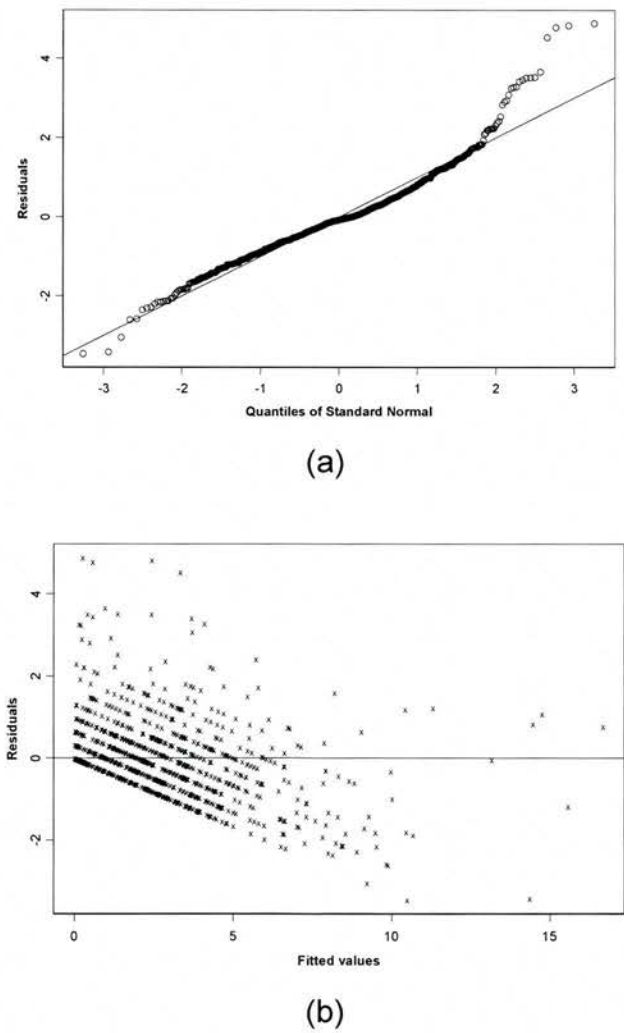 4
2
0
-2
Residuals
-3 -2 -1 0 1 2 3
Quantiles of Standard Normal
(a)
4
2
0
-2
Residuals
0 5 10 15
Fitted values
(b)